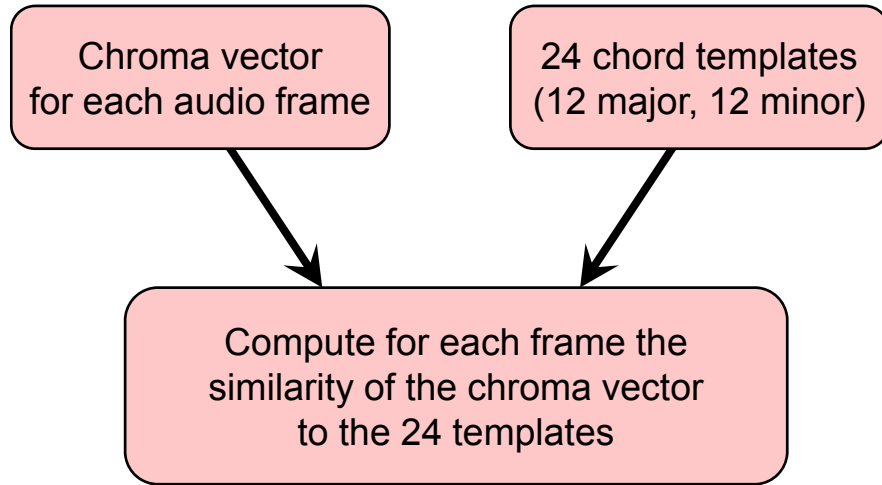 Chroma vector
for each audio frame
24 chord templates
(12 major, 12 minor)
Compute for each frame the
similarity of the chroma vector
to the 24 templates